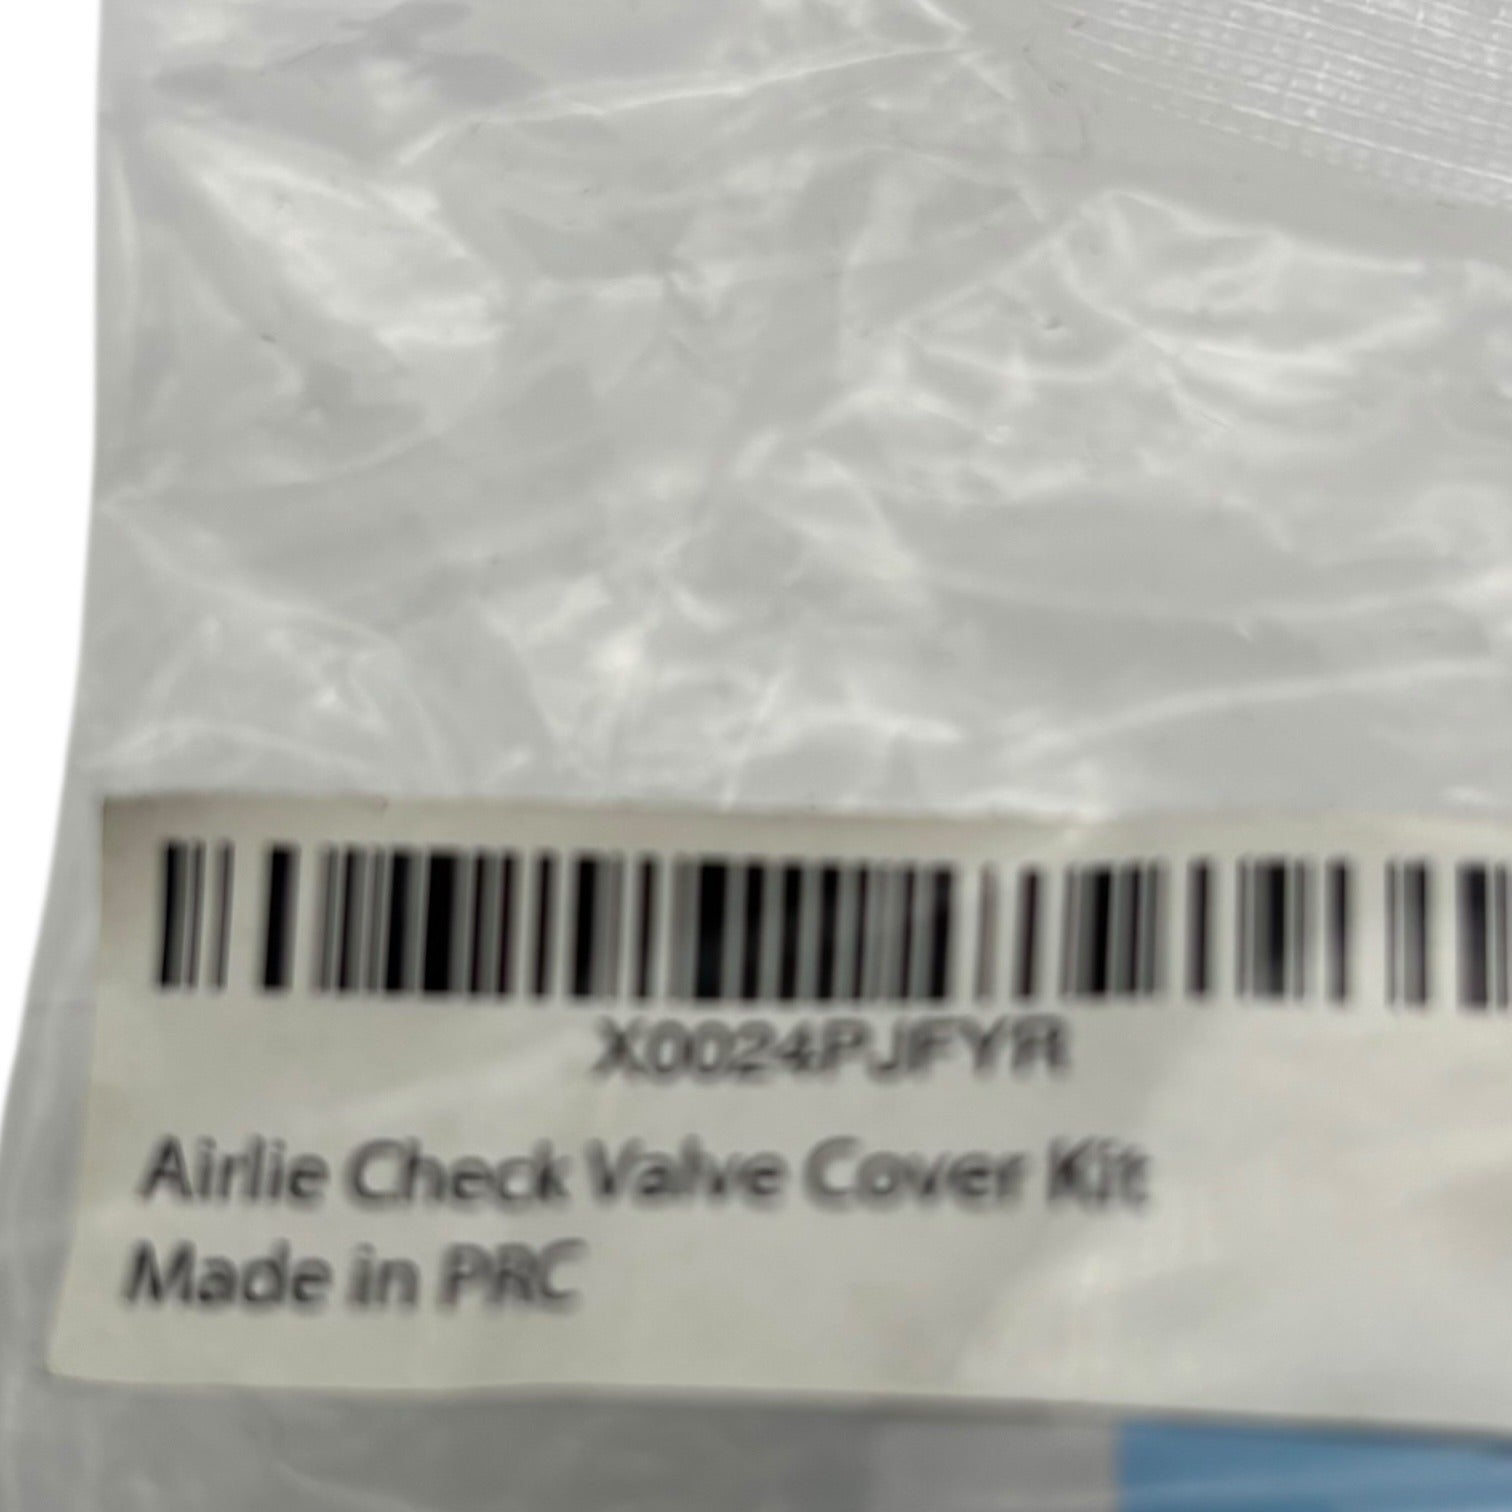 X0024PJFYR
Airlie Check Valve Cover Kit
Made in PRC